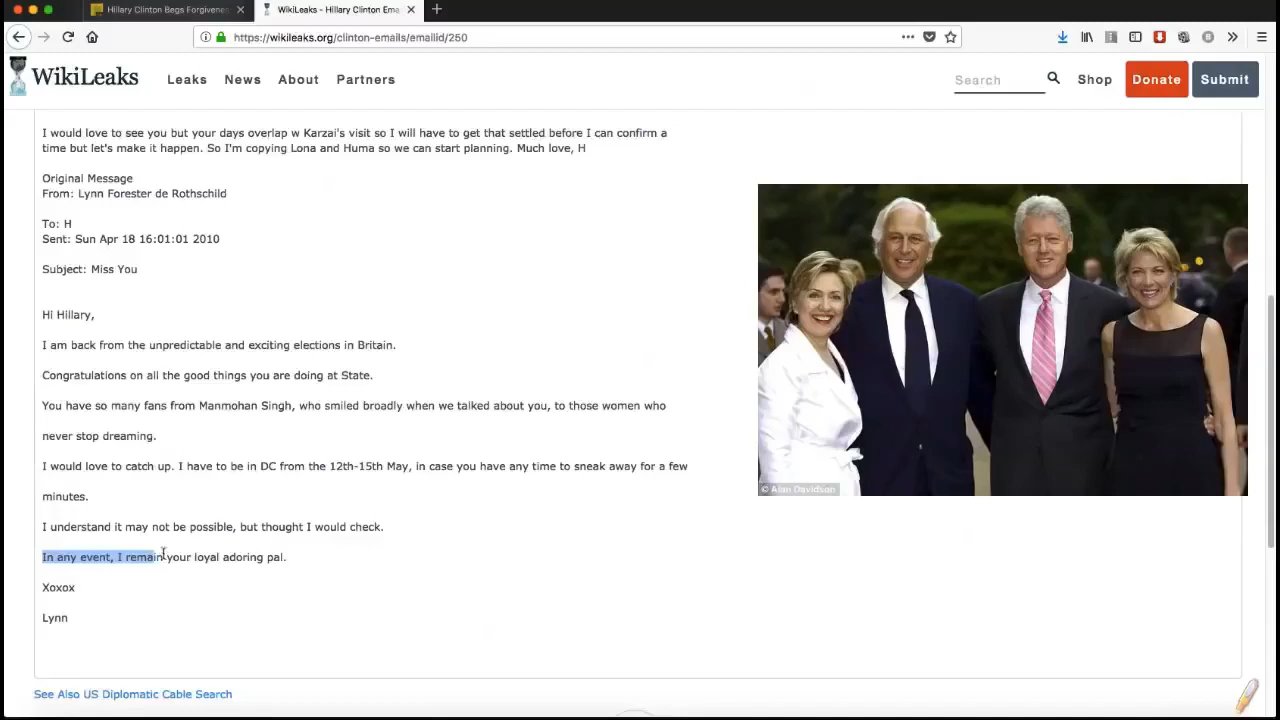 Hillary Clinton Begs Forgivenes
WikiLeaks - Hillary Clinton Ema
https://wikileaks.org/clinton-emails/emailid/250
WikiLeaks
Leaks News About Partners
Search
Shop
Donate
Submit
I would love to see you but your days overlap w Karzai's visit so I will have to get that settled before I can confirm a
time but let's make it happen. So I'm copying Lona and Huma so we can start planning. Much love, H
Original Message
From: Lynn Forester de Rothschild
To: H
Sent: Sun Apr 18 16:01:01 2010
Subject: Miss You
Hi Hillary,
I am back from the unpredictable and exciting elections in Britain.
Congratulations on all the good things you are doing at State.
You have so many fans from Manmohan Singh, who smiled broadly when we talked about you, to those women who
never stop dreaming.
I would love to catch up. I have to be in DC from the 12th-15th May, in case you have any time to sneak away for a few
minutes.
I understand it may not be possible, but thought I would check.
In any event, I remain your loyal adoring pal.
Xoxox
Lynn
© Alan Davidson
See Also US Diplomatic Cable Search